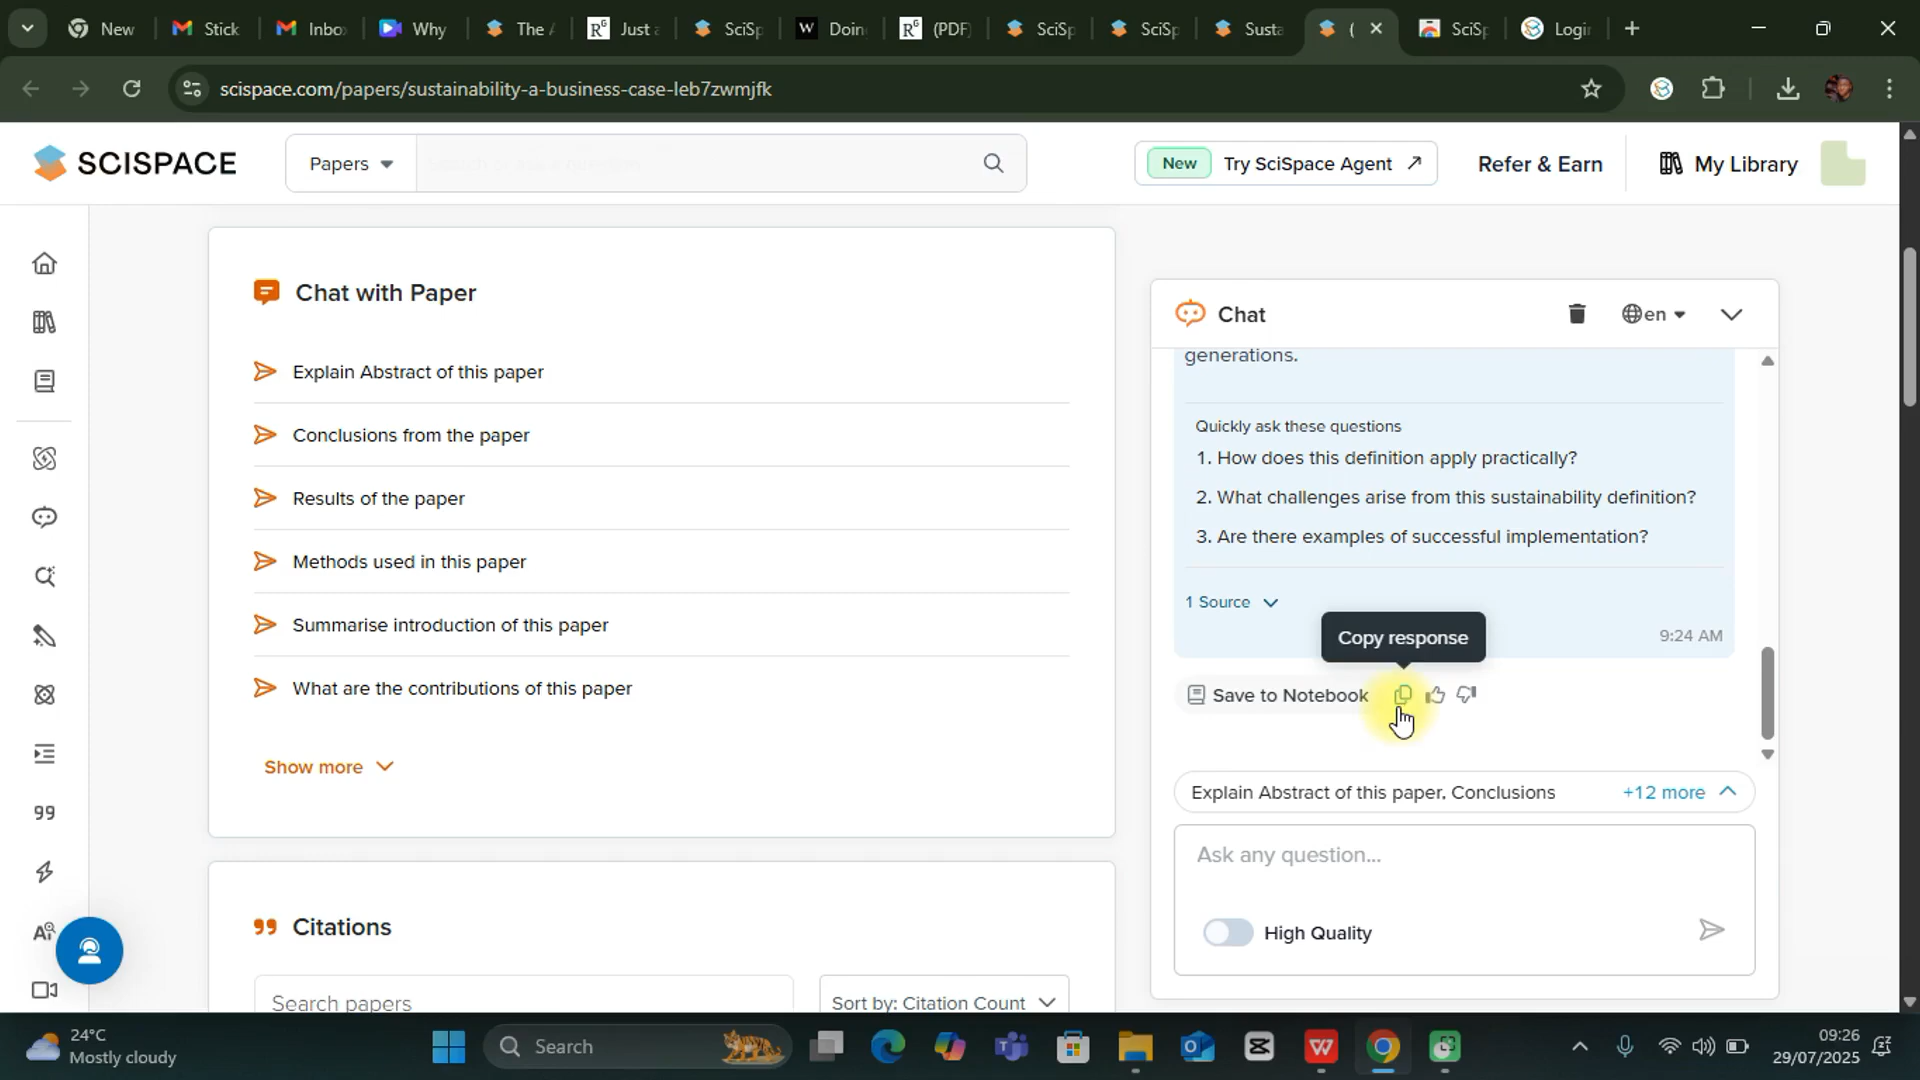 New
Stick
Inbo
Why
The A
Just a
SciSp
Doin
(PDF)
SciSp
SciSp
Susta
(
SciSp
Login
scispace.com/papers/sustainability-a-business-case-leb7zwmjfk
SCISPACE
Papers
New
Try SciSpace Agent
Refer & Earn
My Library
Chat with Paper
Explain Abstract of this paper
Conclusions from the paper
Results of the paper
Methods used in this paper
Summarise introduction of this paper
What are the contributions of this paper
Show more
Citations
Search papers
Sort by: Citation Count
Chat
en
generations.
Quickly ask these questions
1. How does this definition apply practically?
2. What challenges arise from this sustainability definition?
3. Are there examples of successful implementation?
1 Source
Copy response
9:24 AM
Save to Notebook
Explain Abstract of this paper, Conclusions
+12 more
Ask any question...
High Quality
24°C
Mostly cloudy
Search
09:26
29/07/2025